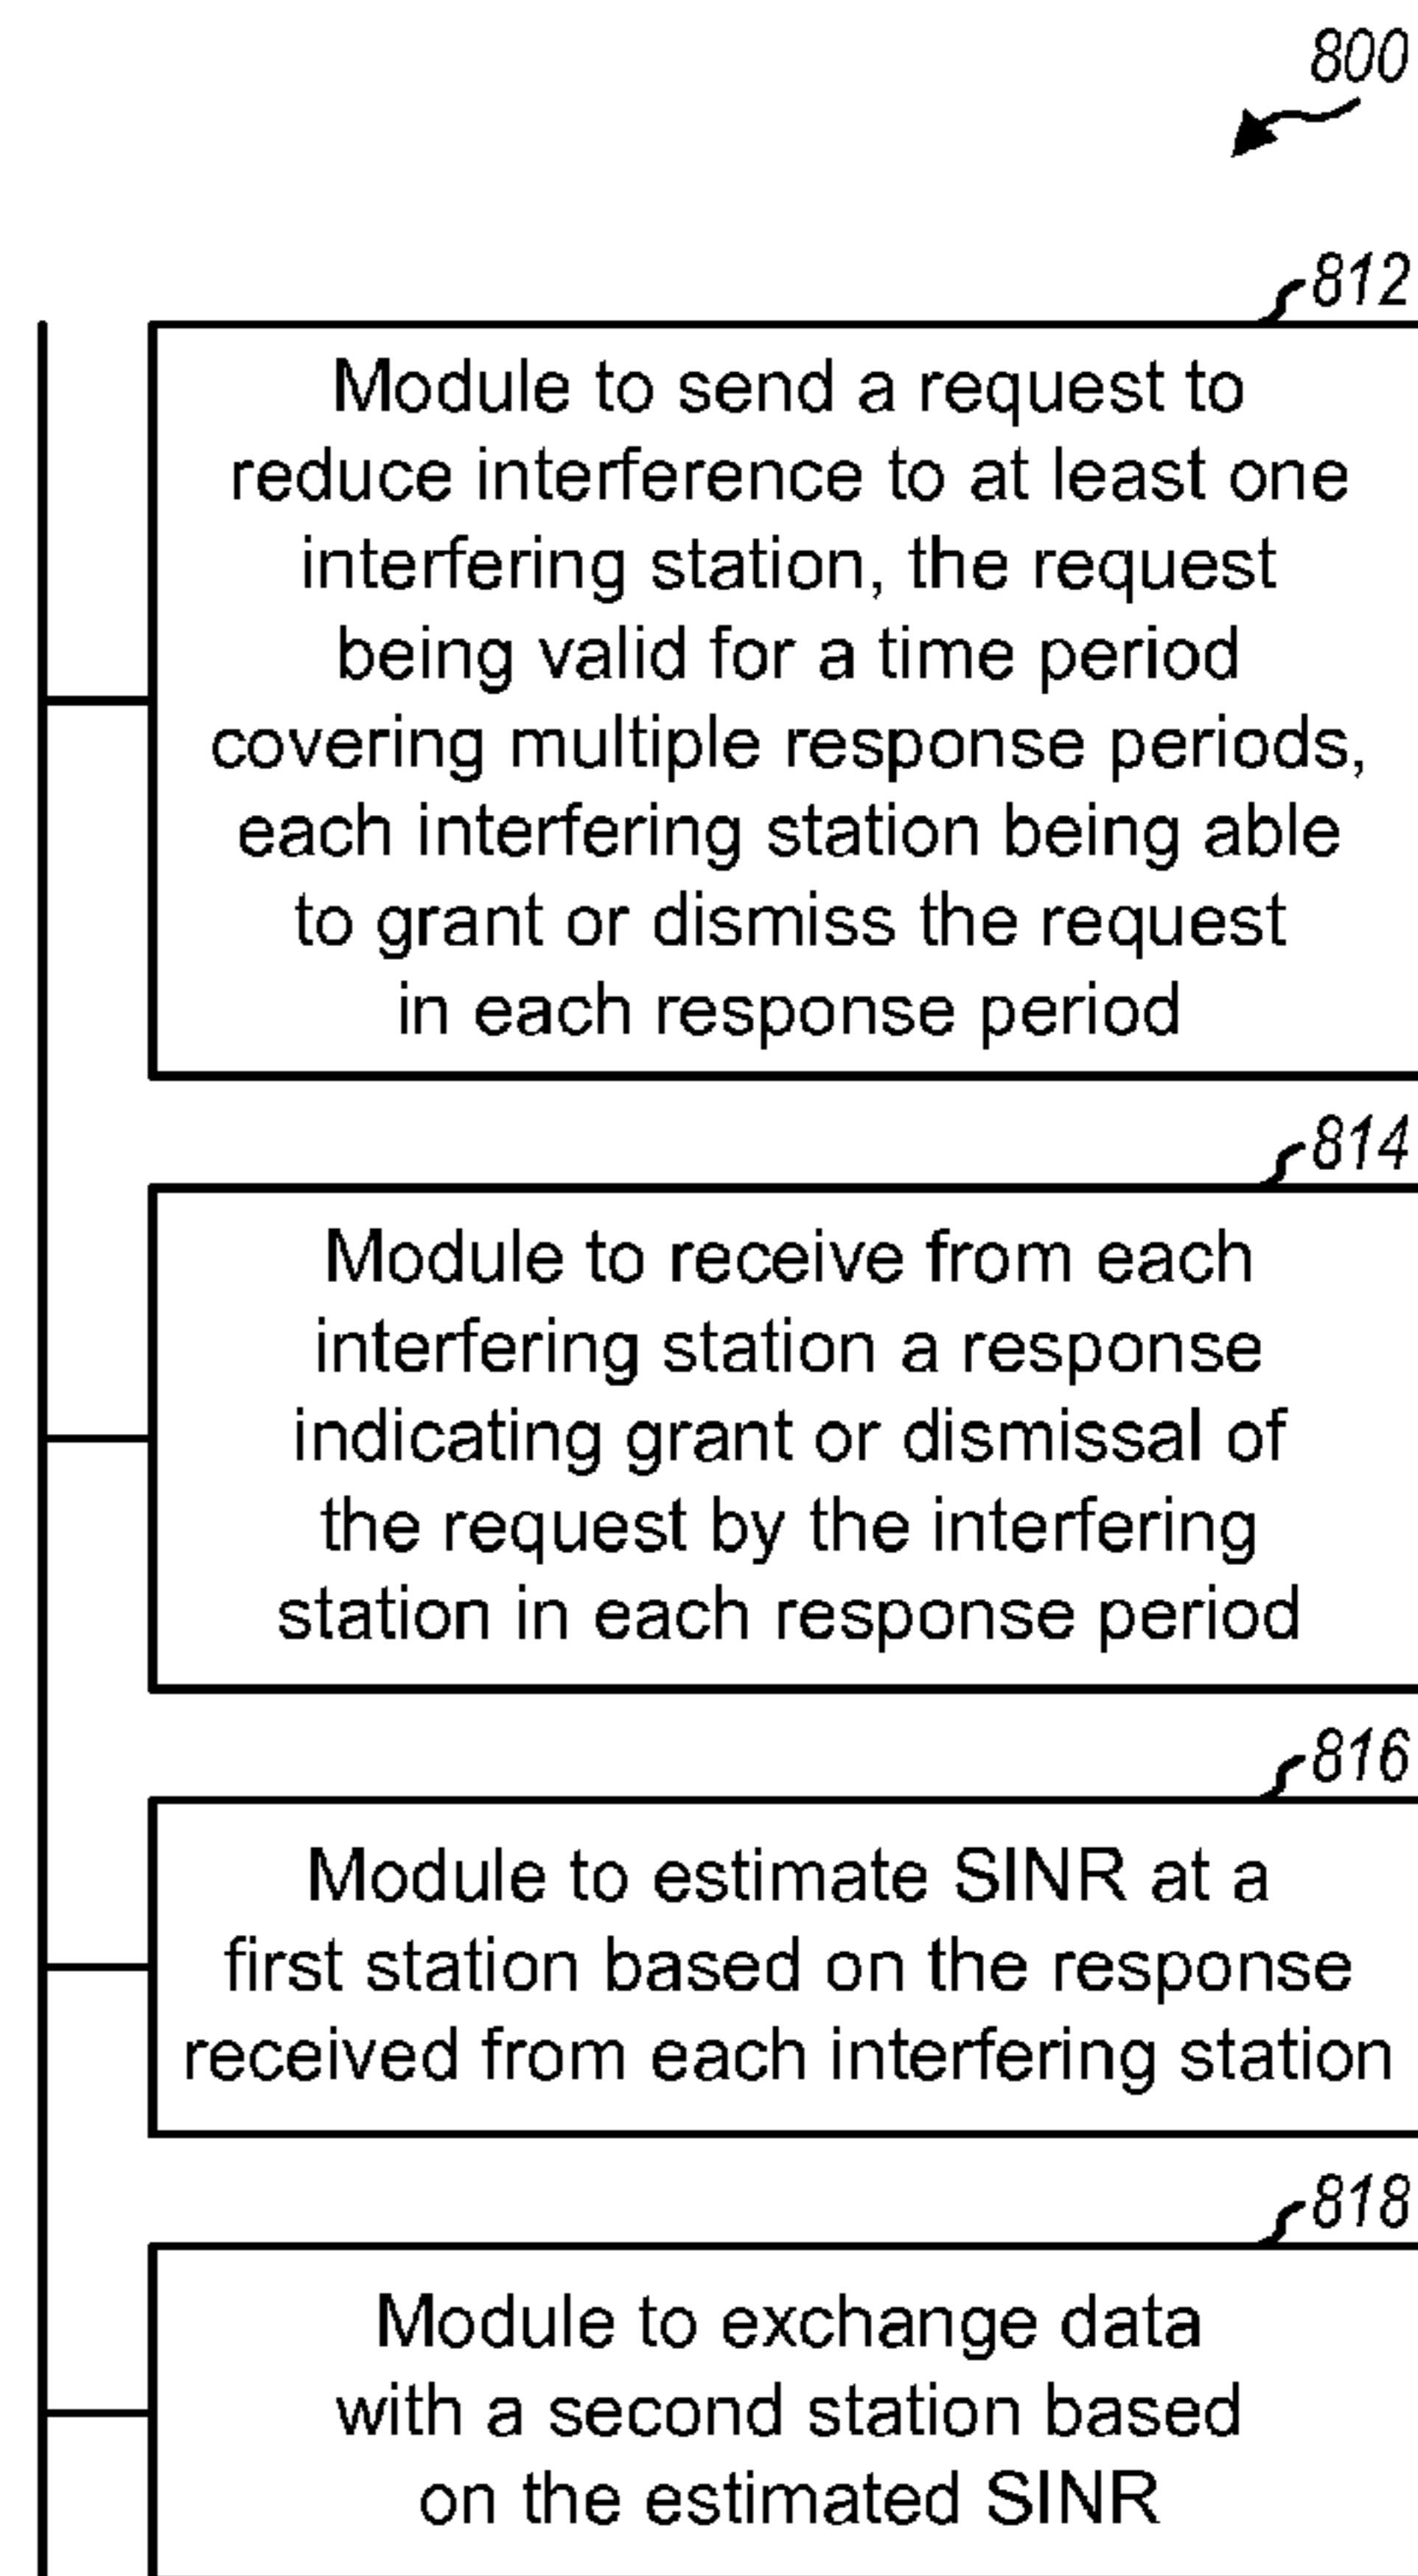 800
812
Module to send a request to
reduce interference to at least one
interfering station, the request
being valid for a time period
covering multiple response periods,
each interfering station being able
to grant or dismiss the request
in each response period
814
Module to receive from each
interfering station a response
indicating grant or dismissal of
the request by the interfering
station in each response period
816
Module to estimate SINR at a
first station based on the response
received from each interfering station
818
Module to exchange data
with a second station based
on the estimated SINR